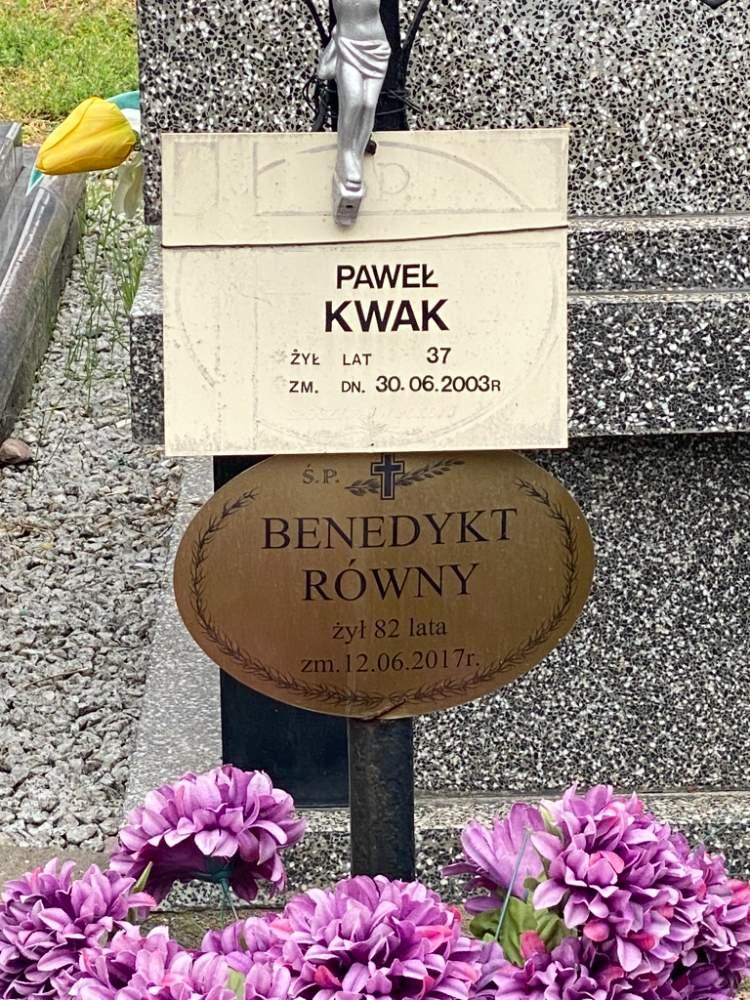 PAWEŁ
KWAK
ŻYŁ LAT 37
ZM. DN. 30.06.2003R
Ś.P.
BENEDYKT
RÓWNY
żył 82 lata
zm.12.06.2017r.